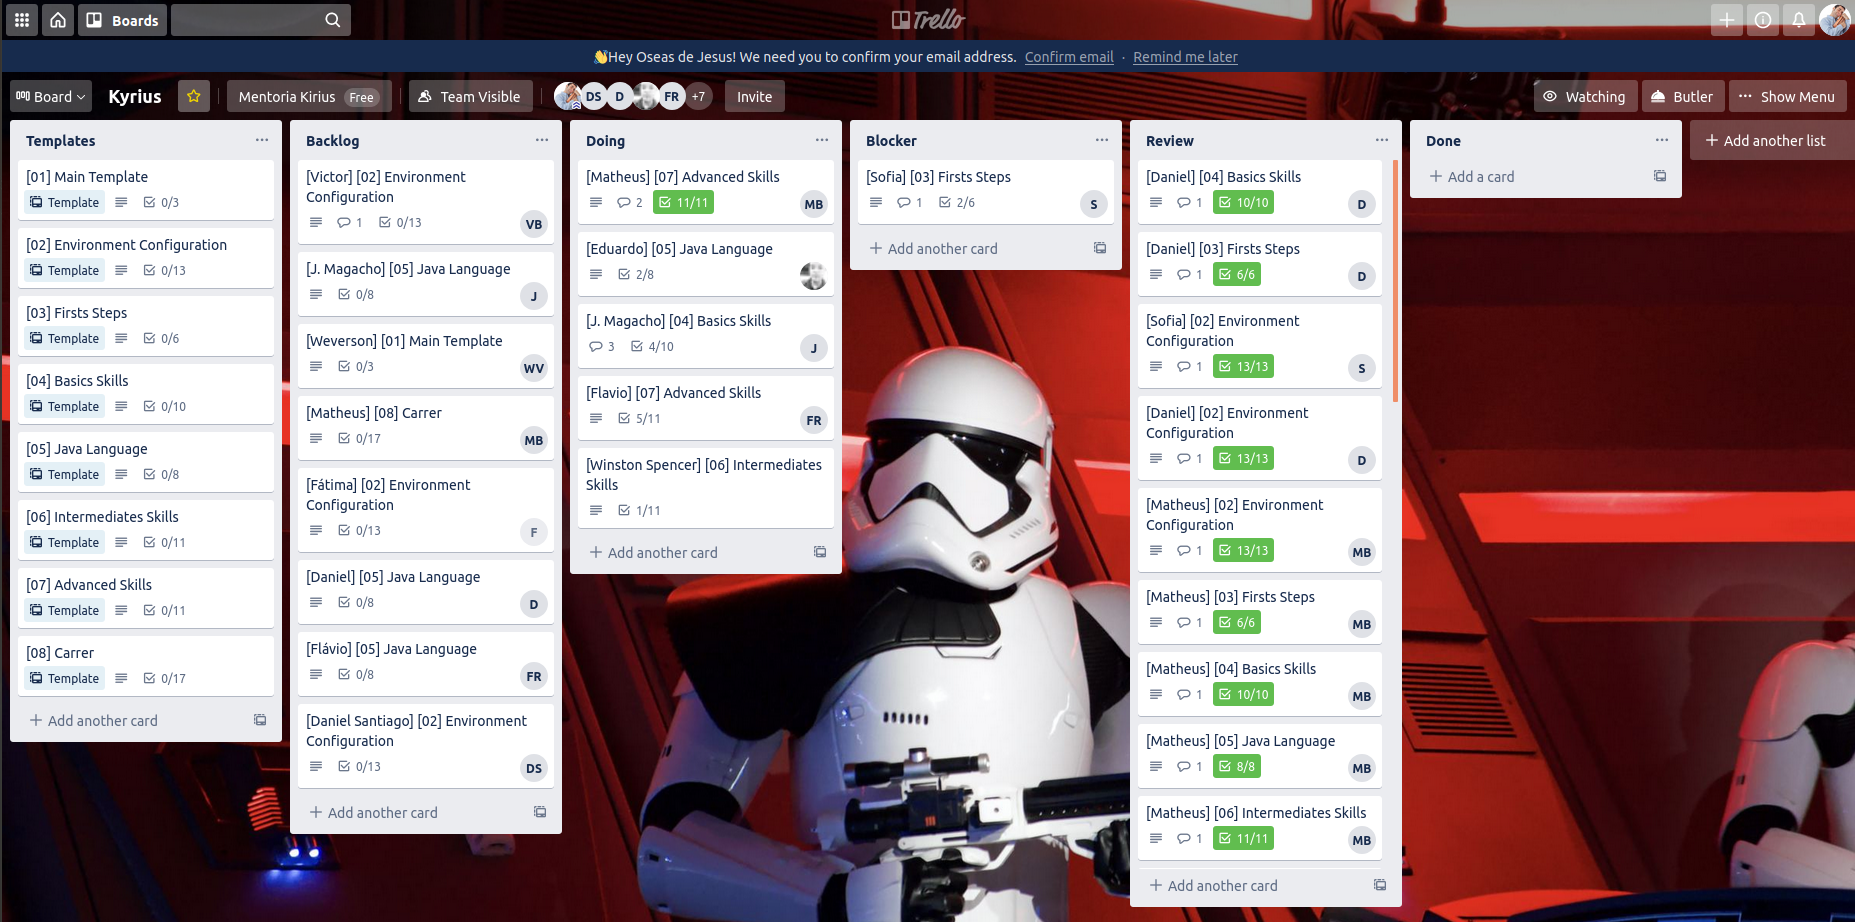 Boards
Trello
👋Hey Oseas de Jesus! We need you to confirm your email address. Confirm email · Remind me later
Board
Kyrius
Mentoria Kirius Free
Team Visible
DS D FR +7
Invite
Watching
Butler
··· Show Menu
Templates
[01] Main Template
Template 0/3
[02] Environment Configuration
Template 0/13
[03] Firsts Steps
Template 0/6
[04] Basics Skills
Template 0/10
[05] Java Language
Template 0/8
[06] Intermediates Skills
Template 0/11
[07] Advanced Skills
Template 0/11
[08] Carrer
Template 0/17
+ Add another card
Backlog
[Victor] [02] Environment
Configuration
1 0/13 VB
[J. Magacho] [05] Java Language
0/8 J
[Weverson] [01] Main Template
0/3 WV
[Matheus] [08] Carrer
0/17 MB
[Fátima] [02] Environment
Configuration
0/13 F
[Daniel] [05] Java Language
0/8 D
[Flávio] [05] Java Language
0/8 FR
[Daniel Santiago] [02] Environment
Configuration
0/13 DS
+ Add another card
Doing
[Matheus] [07] Advanced Skills
2 11/11 MB
[Eduardo] [05] Java Language
2/8
[J. Magacho] [04] Basics Skills
3 4/10 J
[Flavio] [07] Advanced Skills
5/11 FR
[Winston Spencer] [06] Intermediates
Skills
1/11
+ Add another card
Blocker
[Sofia] [03] Firsts Steps
1 2/6 S
+ Add another card
Review
[Daniel] [04] Basics Skills
1 10/10 D
[Daniel] [03] Firsts Steps
1 6/6 D
[Sofia] [02] Environment
Configuration
1 13/13 S
[Daniel] [02] Environment
Configuration
1 13/13 D
[Matheus] [02] Environment
Configuration
1 13/13 MB
[Matheus] [03] Firsts Steps
1 6/6 MB
[Matheus] [04] Basics Skills
1 10/10 MB
[Matheus] [05] Java Language
1 8/8 MB
[Matheus] [06] Intermediates Skills
1 11/11 MB
+ Add another card
Done
+ Add a card
+ Add another list